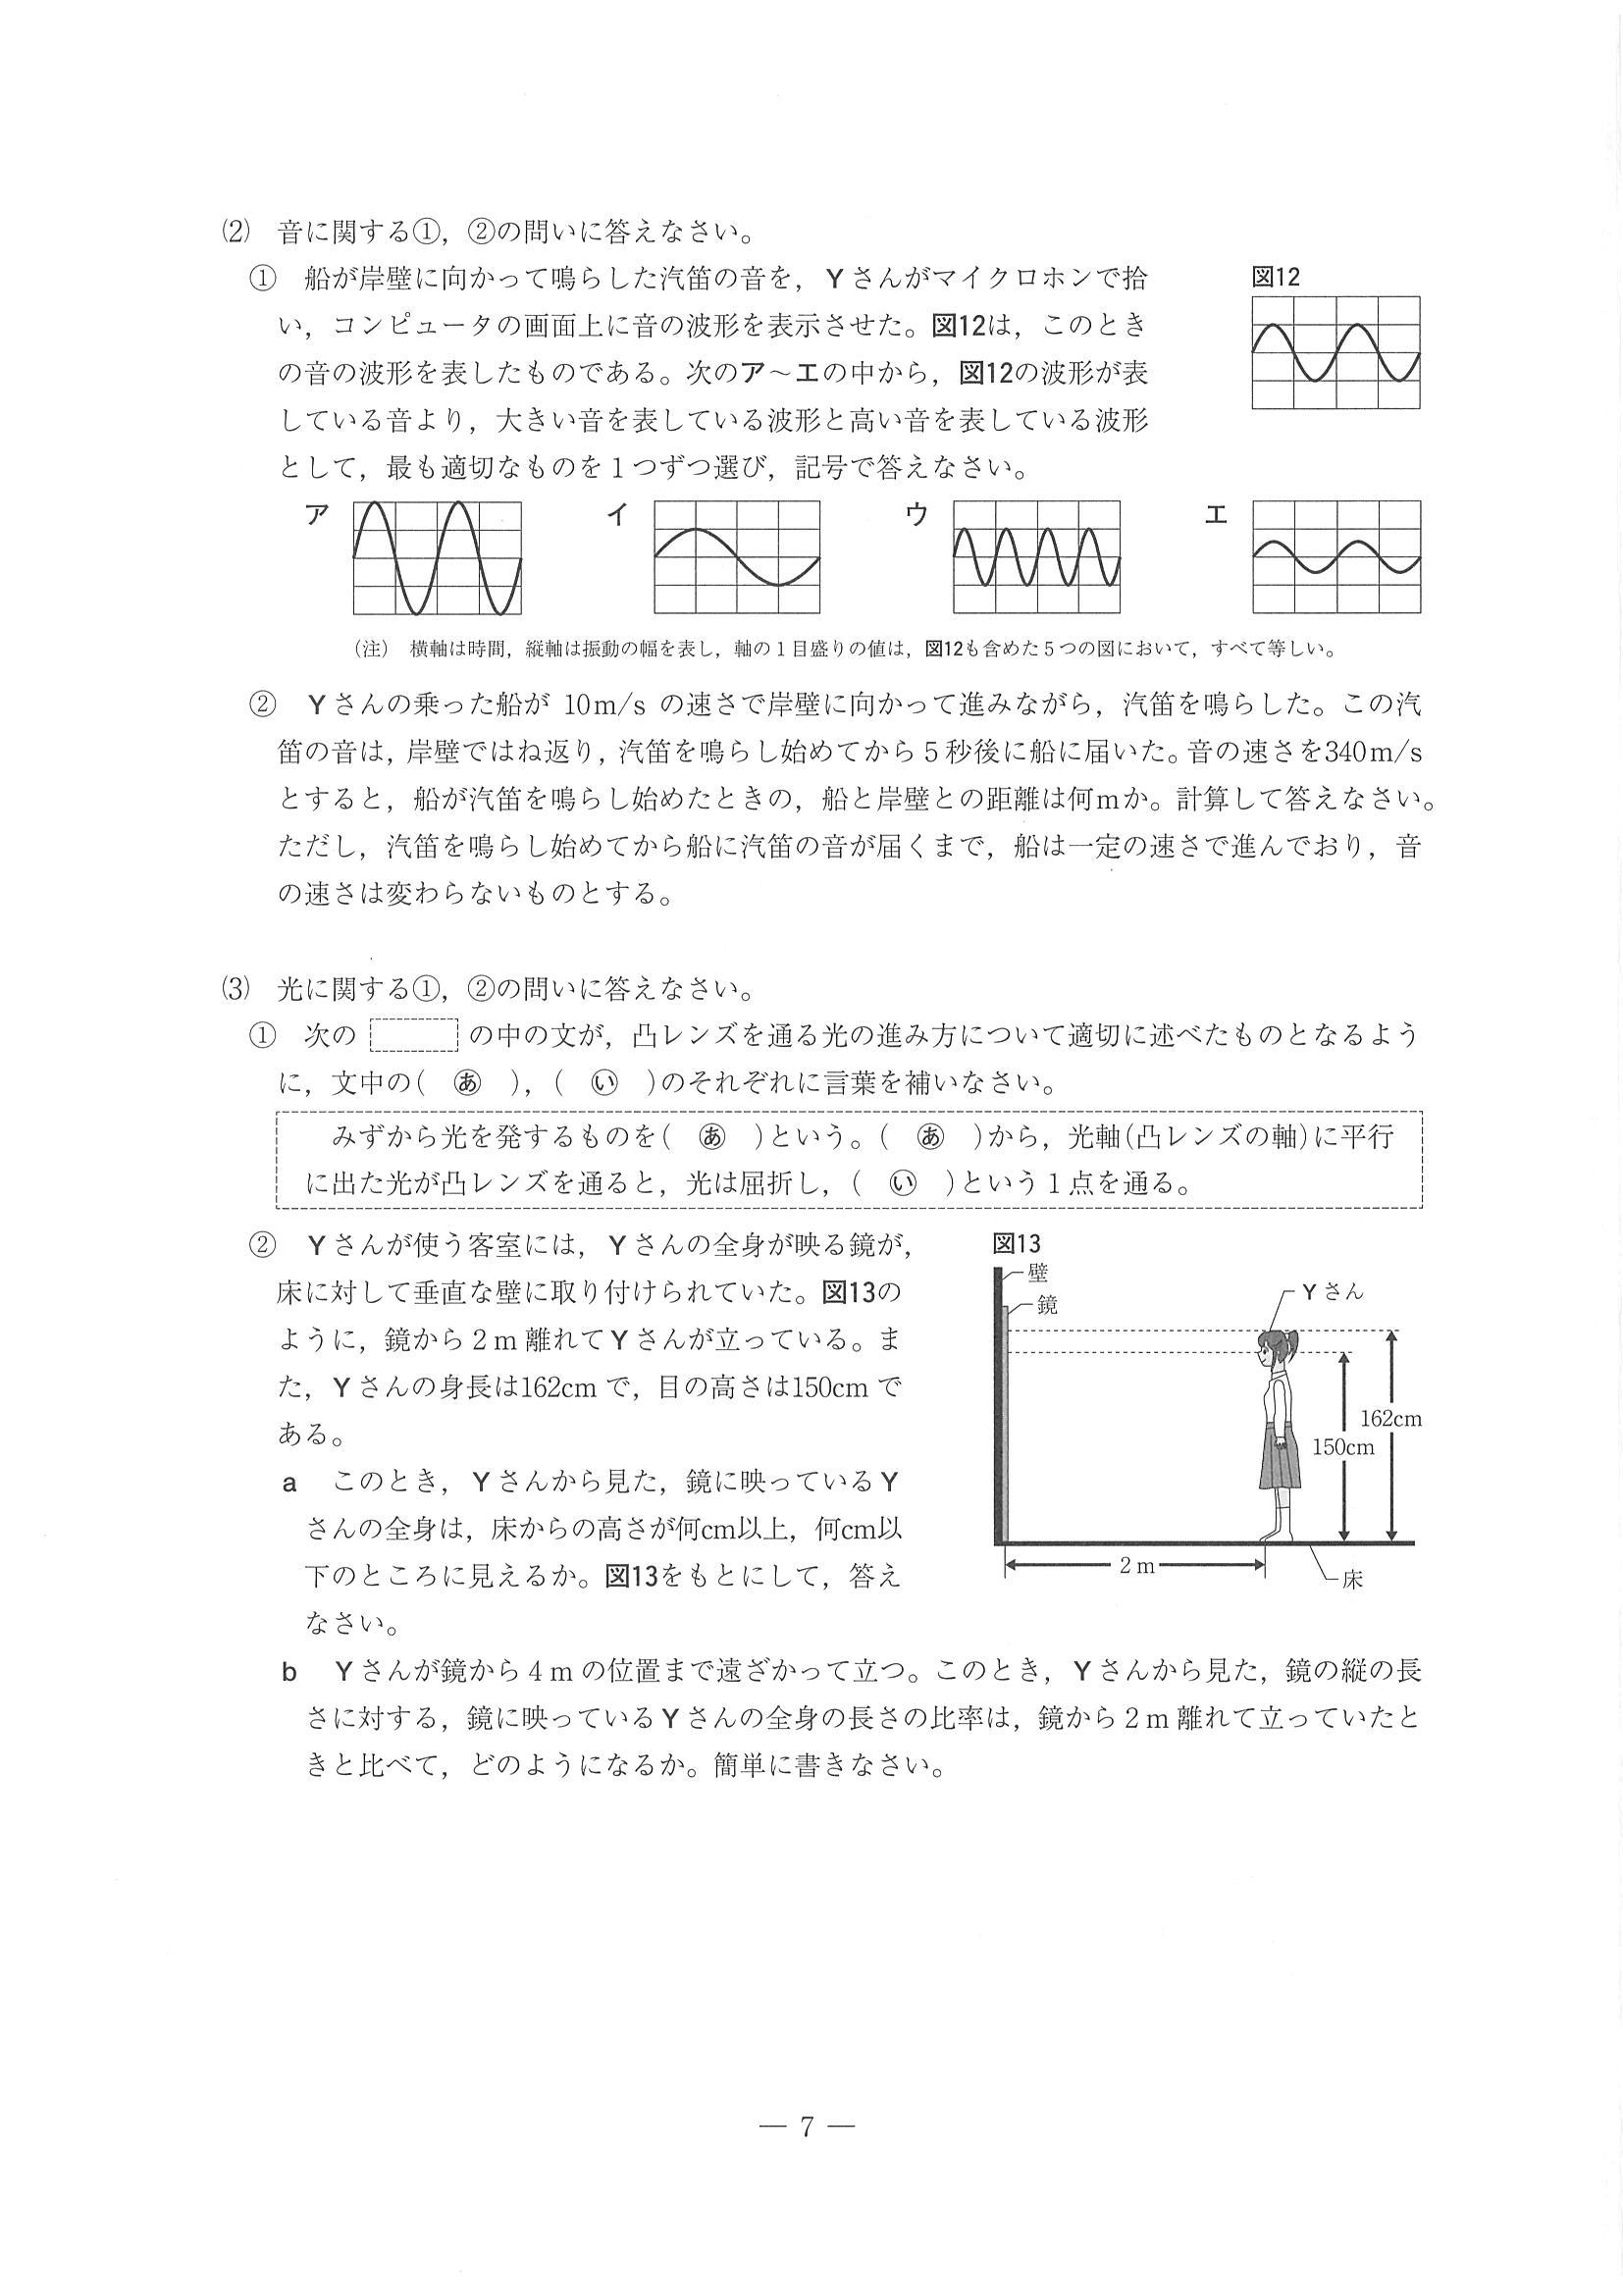 ⑵ 音に関する①，②の問いに答えなさい。
① 船が岸壁に向かって鳴らした汽笛の音を，Ｙさんがマイクロホンで拾
い，コンピュータの画面上に音の波形を表示させた。図12は，このとき
の音の波形を表したものである。次のア～エの中から，図12の波形が表
している音より，大きい音を表している波形と高い音を表している波形
として，最も適切なものを１つずつ選び，記号で答えなさい。
図12
ア
イ
ウ
エ
（注） 横軸は時間，縦軸は振動の幅を表し，軸の１目盛りの値は，図12も含めた５つの図において，すべて等しい。
② Ｙさんの乗った船が 10m/s の速さで岸壁に向かって進みながら，汽笛を鳴らした。この汽
笛の音は，岸壁ではね返り，汽笛を鳴らし始めてから５秒後に船に届いた。音の速さを340m/s
とすると，船が汽笛を鳴らし始めたときの，船と岸壁との距離は何mか。計算して答えなさい。
ただし，汽笛を鳴らし始めてから船に汽笛の音が届くまで，船は一定の速さで進んでおり，音
の速さは変わらないものとする。
⑶ 光に関する①，②の問いに答えなさい。
① 次の の中の文が，凸レンズを通る光の進み方について適切に述べたものとなるよう
に，文中の( あ )，( い )のそれぞれに言葉を補いなさい。
みずから光を発するものを( あ )という。( あ )から，光軸(凸レンズの軸)に平行
に出た光が凸レンズを通ると，光は屈折し，( い )という１点を通る。
② Ｙさんが使う客室には，Ｙさんの全身が映る鏡が，
床に対して垂直な壁に取り付けられていた。図13の
ように，鏡から２m 離れてＹさんが立っている。ま
た，Ｙさんの身長は162cm で，目の高さは150cm で
ある。
a このとき，Ｙさんから見た，鏡に映っているＹ
さんの全身は，床からの高さが何cm以上，何cm以
下のところに見えるか。図13をもとにして，答え
なさい。
図13
壁
鏡
Ｙさん
162cm
150cm
２m
床
b Ｙさんが鏡から４m の位置まで遠ざかって立つ。このとき，Ｙさんから見た，鏡の縦の長
さに対する，鏡に映っているＹさんの全身の長さの比率は，鏡から２m 離れて立っていたと
きと比べて，どのようになるか。簡単に書きなさい。
— 7 —